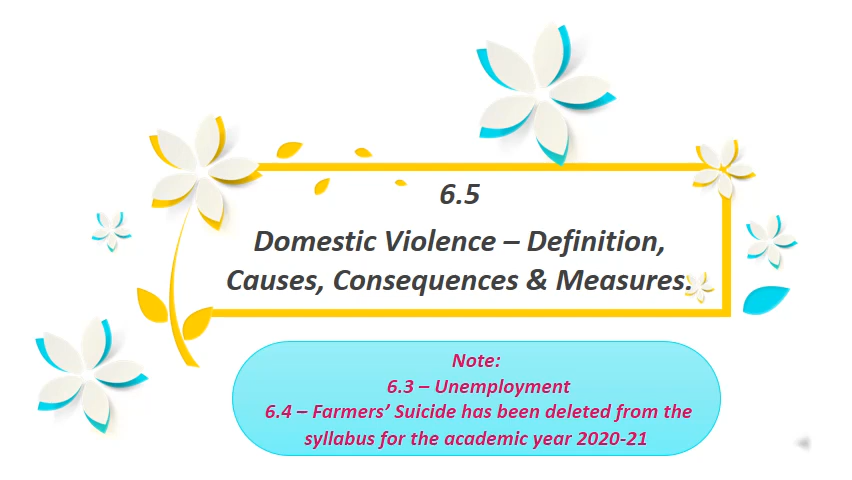 6.5
Domestic Violence – Definition,
Causes, Consequences & Measures.
Note:
6.3 – Unemployment
6.4 – Farmers’ Suicide has been deleted from the
syllabus for the academic year 2020-21